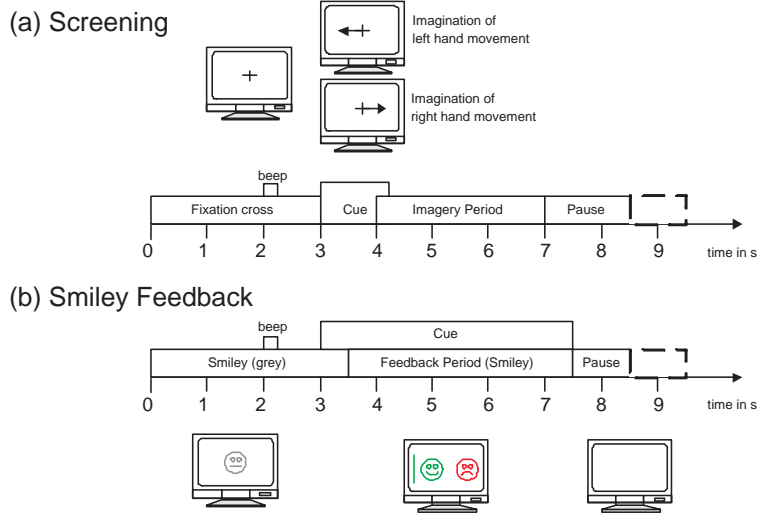 (a) Screening
Imagination of
left hand movement
Imagination of
right hand movement
beep
Fixation cross
Cue
Imagery Period
Pause
0 1 2 3 4 5 6 7 8 9
time in s
(b) Smiley Feedback
beep
Cue
Smiley (grey)
Feedback Period (Smiley)
Pause
0 1 2 3 4 5 6 7 8 9
time in s